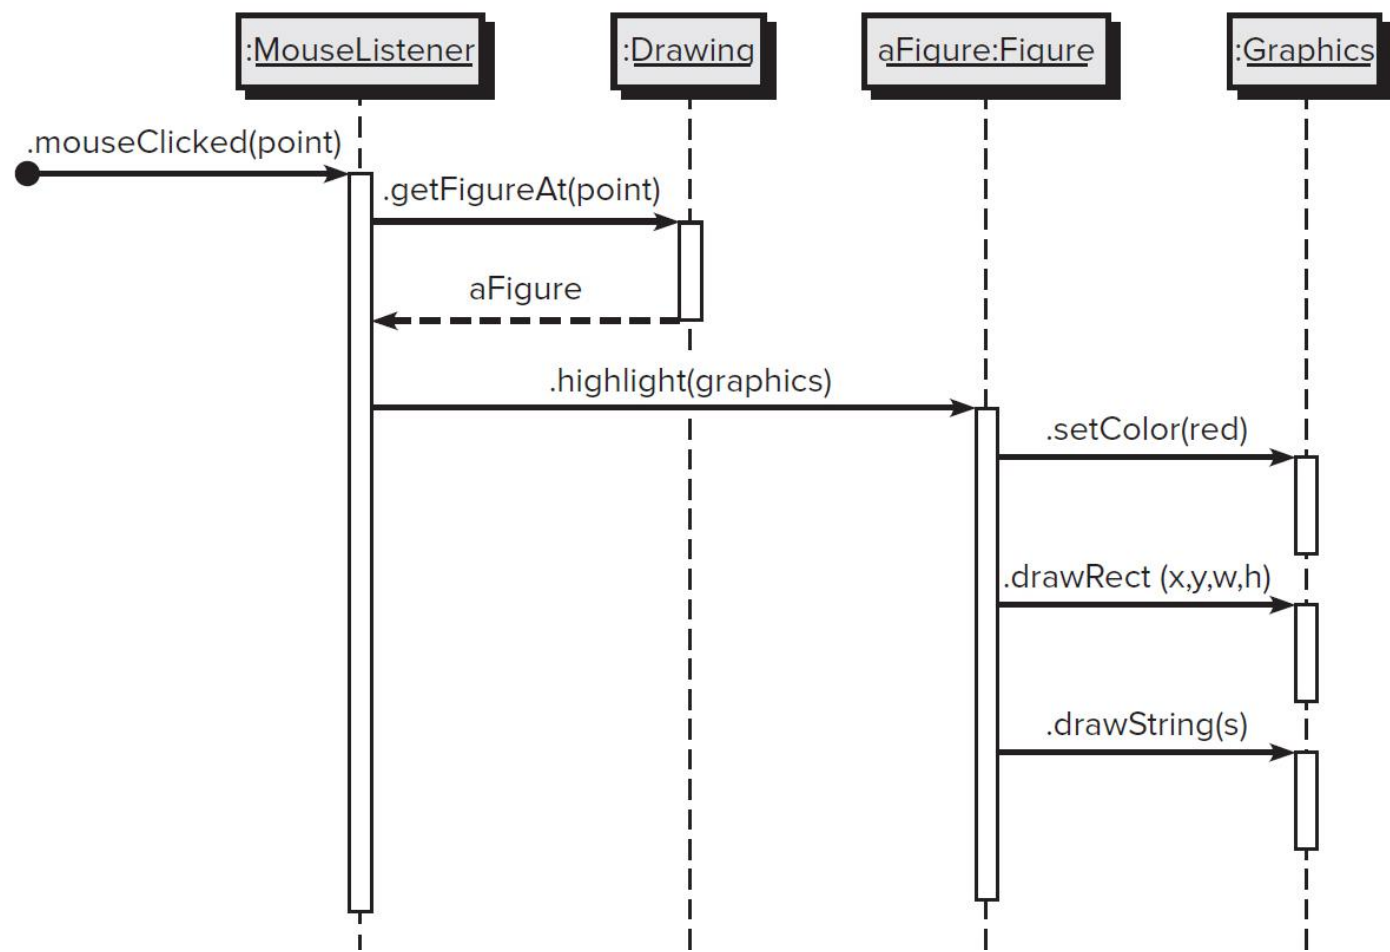 :MouseListener
:Drawing
aFigure:Figure
:Graphics
.mouseClicked(point)
.getFigureAt(point)
aFigure
.highlight(graphics)
.setColor(red)
.drawRect (x,y,w,h)
.drawString(s)